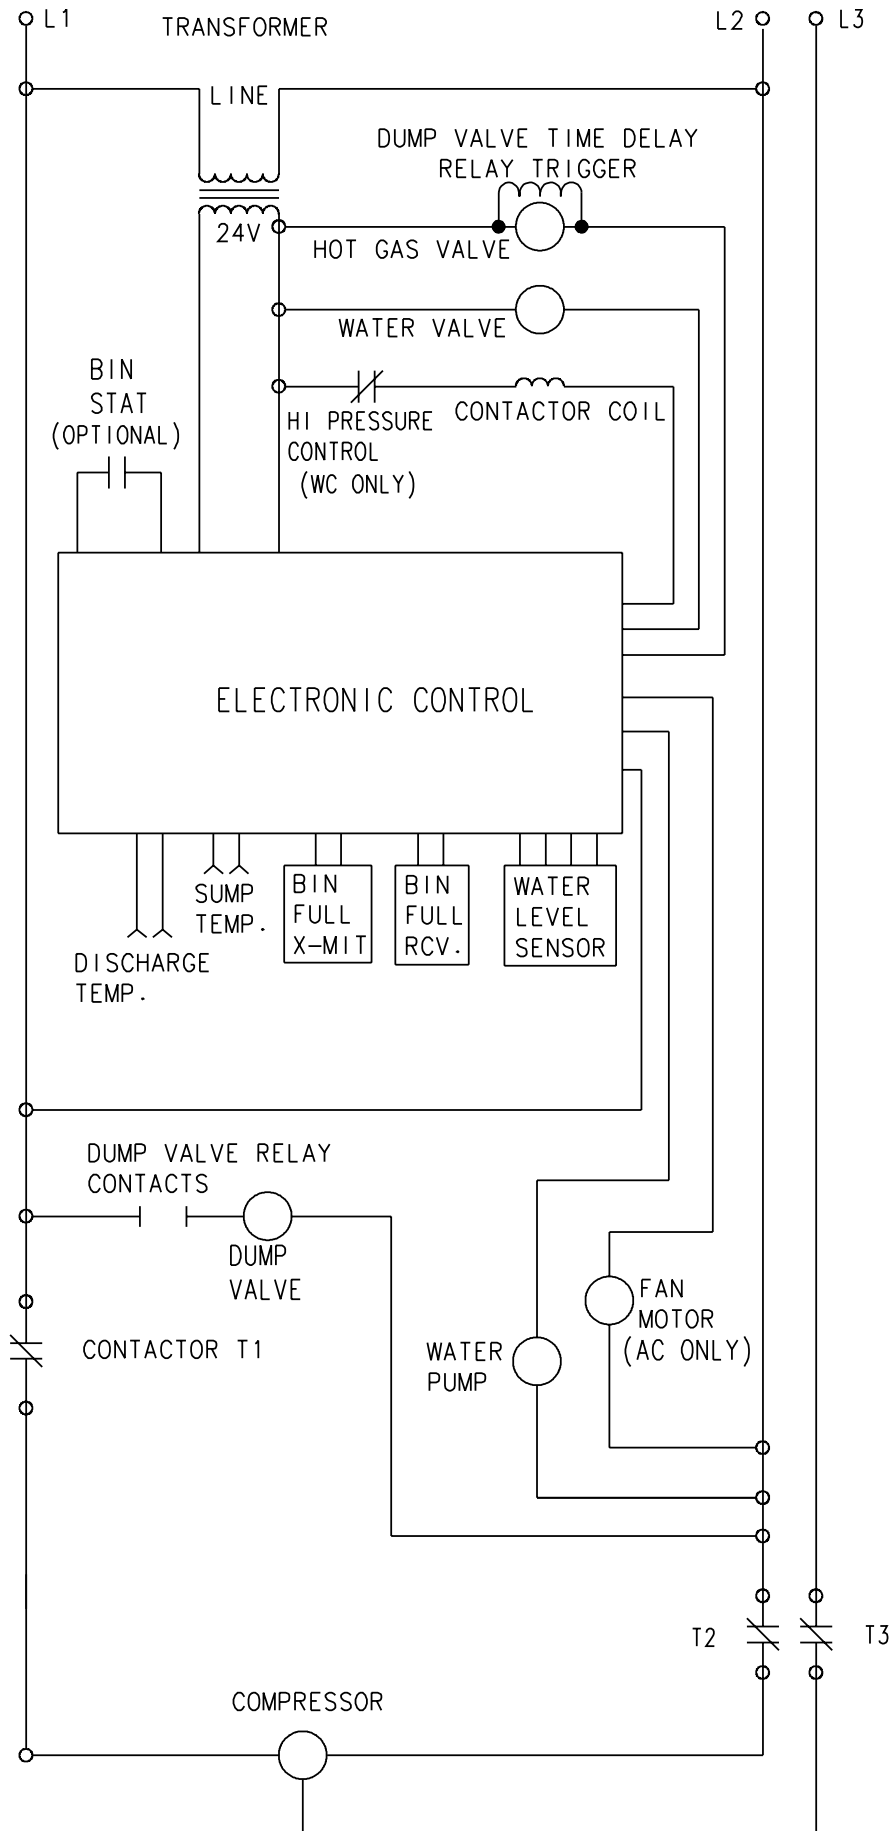 L1
TRANSFORMER
L2
L3
LINE
DUMP VALVE TIME DELAY
RELAY TRIGGER
24V
HOT GAS VALVE
WATER VALVE
BIN
STAT
(OPTIONAL)
HI PRESSURE
CONTROL
(WC ONLY)
CONTACTOR COIL
ELECTRONIC CONTROL
DISCHARGE
TEMP.
SUMP
TEMP.
BIN
FULL
X-MIT
BIN
FULL
RCV.
WATER
LEVEL
SENSOR
DUMP VALVE RELAY
CONTACTS
DUMP
VALVE
CONTACTOR T1
WATER
PUMP
FAN
MOTOR
(AC ONLY)
T2
T3
COMPRESSOR